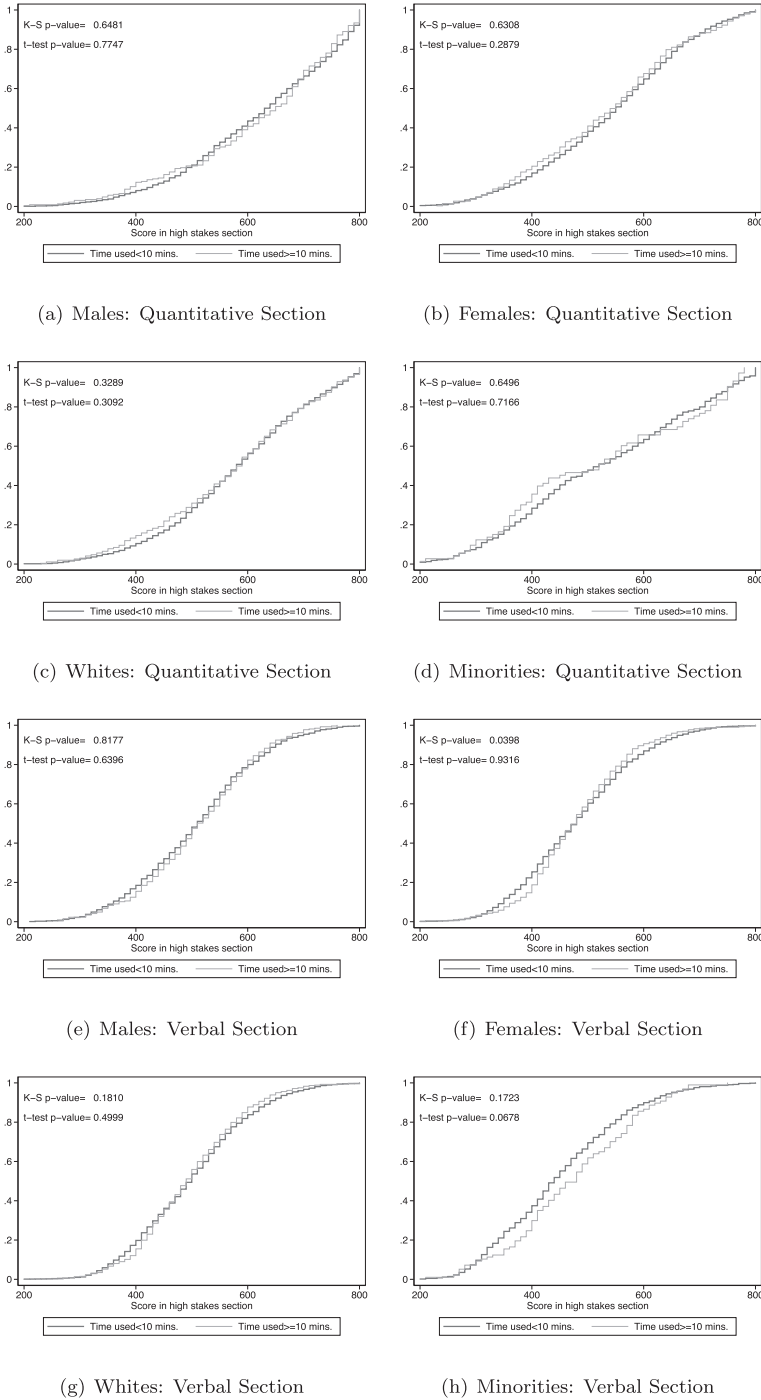 K-S p-value= 0.6481
t-test p-value= 0.7747
1
.8
.6
.4
.2
0
200 400 600 800
Score in high stakes section
Time used<10 mins. Time used>=10 mins.
(a) Males: Quantitative Section
K-S p-value= 0.6308
t-test p-value= 0.2879
1
.8
.6
.4
.2
0
200 400 600 800
Score in high stakes section
Time used<10 mins. Time used>=10 mins.
(b) Females: Quantitative Section
K-S p-value= 0.3289
t-test p-value= 0.3092
1
.8
.6
.4
.2
0
200 400 600 800
Score in high stakes section
Time used<10 mins. Time used>=10 mins.
(c) Whites: Quantitative Section
K-S p-value= 0.6496
t-test p-value= 0.7166
1
.8
.6
.4
.2
0
200 400 600 800
Score in high stakes section
Time used<10 mins. Time used>=10 mins.
(d) Minorities: Quantitative Section
K-S p-value= 0.8177
t-test p-value= 0.6396
1
.8
.6
.4
.2
0
200 400 600 800
Score in high stakes section
Time used<10 mins. Time used>=10 mins.
(e) Males: Verbal Section
K-S p-value= 0.0398
t-test p-value= 0.9316
1
.8
.6
.4
.2
0
200 400 600 800
Score in high stakes section
Time used<10 mins. Time used>=10 mins.
(f) Females: Verbal Section
K-S p-value= 0.1810
t-test p-value= 0.4999
1
.8
.6
.4
.2
0
200 400 600 800
Score in high stakes section
Time used<10 mins. Time used>=10 mins.
(g) Whites: Verbal Section
K-S p-value= 0.1723
t-test p-value= 0.0678
1
.8
.6
.4
.2
0
200 400 600 800
Score in high stakes section
Time used<10 mins. Time used>=10 mins.
(h) Minorities: Verbal Section